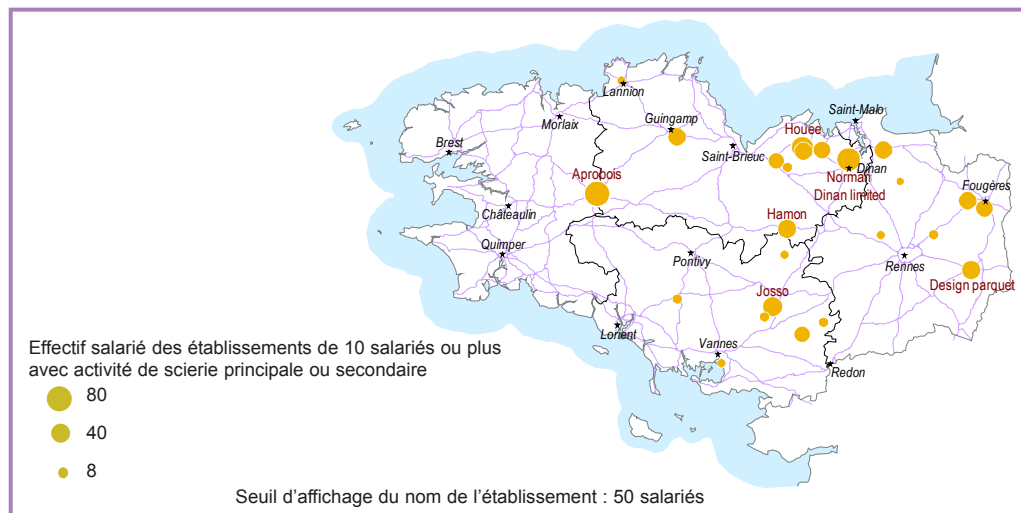 Lannion
Saint-Malo
Morlaix
Guingamp
Houée
Brest
Saint-Brieuc
Dinan
Aprobois
Norman
Dinan limited
Fougères
Châteaulin
Hamon
Quimper
Pontivy
Rennes
Josso
Design parquet
Lorient
Vannes
Redon
Effectif salarié des établissements de 10 salariés ou plus
avec activité de scierie principale ou secondaire
80
40
8
Seuil d’affichage du nom de l’établissement : 50 salariés